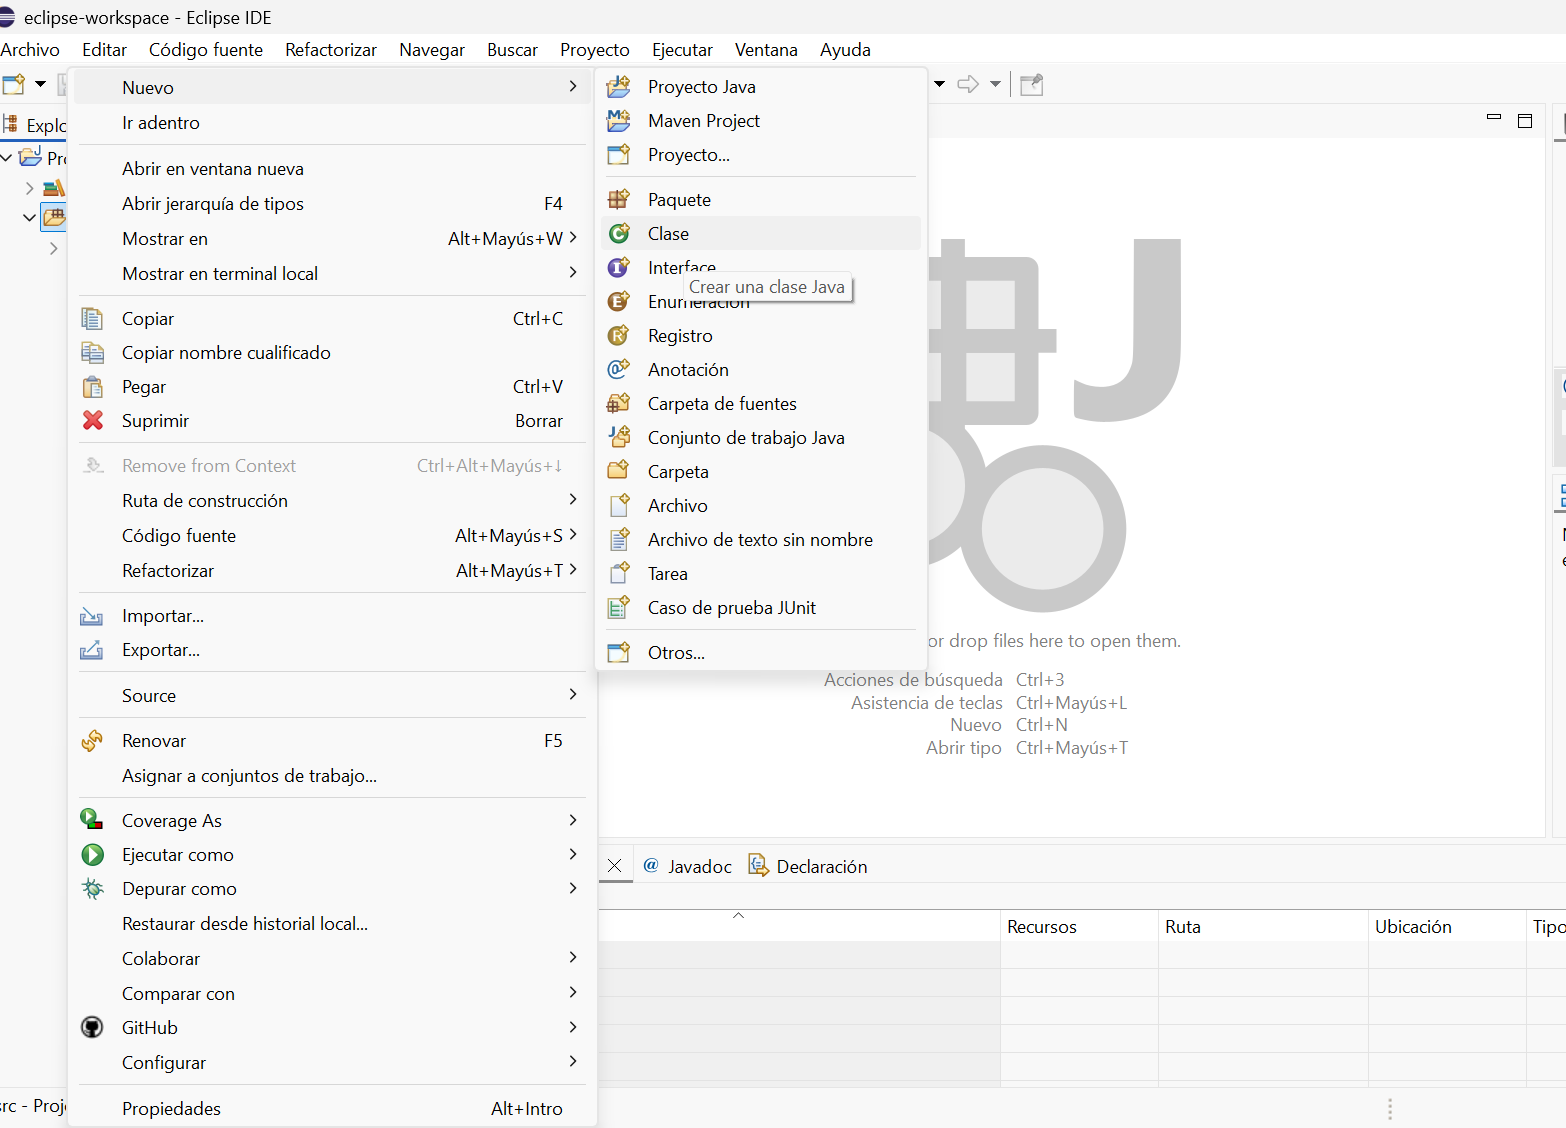 eclipse-workspace - Eclipse IDE
Archivo Editar Código fuente Refactorizar Navegar Buscar Proyecto Ejecutar Ventana Ayuda
Explo
Pro
Nuevo
Ir adentro
Abrir en ventana nueva
Abrir jerarquía de tipos F4
Mostrar en Alt+Mayús+W
Mostrar en terminal local
Copiar Ctrl+C
Copiar nombre cualificado
Pegar Ctrl+V
Suprimir Borrar
Remove from Context Ctrl+Alt+Mayús+↓
Ruta de construcción
Código fuente Alt+Mayús+S
Refactorizar Alt+Mayús+T
Importar...
Exportar...
Source
Renovar F5
Asignar a conjuntos de trabajo...
Coverage As
Ejecutar como
Depurar como
Restaurar desde historial local...
Colaborar
Comparar con
GitHub
Configurar
Propiedades Alt+Intro
Proyecto Java
Maven Project
Proyecto...
Paquete
Clase
Interface
Crear una clase Java
Enumeración
Registro
Anotación
Carpeta de fuentes
Conjunto de trabajo Java
Carpeta
Archivo
Archivo de texto sin nombre
Tarea
Caso de prueba JUnit
Otros...
or drop files here to open them.
Acciones de búsqueda Ctrl+3
Asistencia de teclas Ctrl+Mayús+L
Nuevo Ctrl+N
Abrir tipo Ctrl+Mayús+T
@ Javadoc Declaración
Recursos Ruta Ubicación Tipo
src - Proje